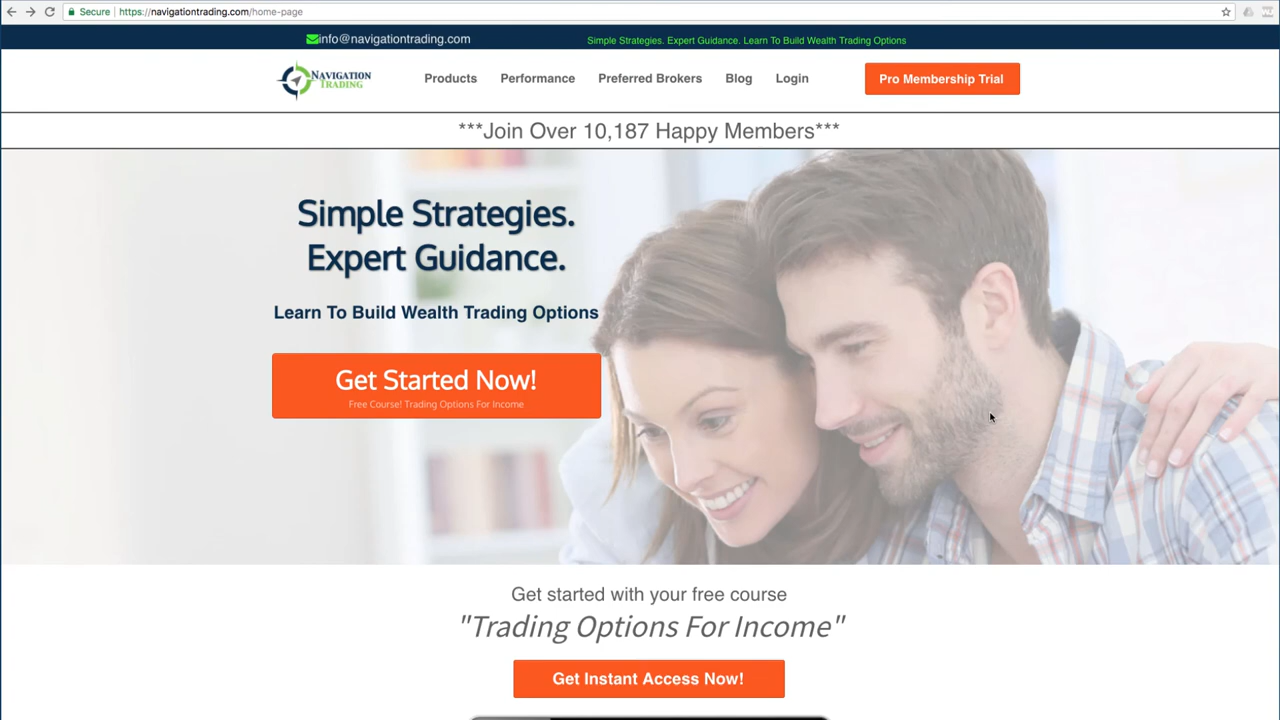 Secure https://navigationtrading.com/home-page
info@navigationtrading.com
Simple Strategies. Expert Guidance. Learn To Build Wealth Trading Options
NAVIGATION
TRADING
Products Performance Preferred Brokers Blog Login Pro Membership Trial
***Join Over 10,187 Happy Members***
Simple Strategies.
Expert Guidance.
Learn To Build Wealth Trading Options
Get Started Now!
Free Course! Trading Options For Income
Get started with your free course
"Trading Options For Income"
Get Instant Access Now!